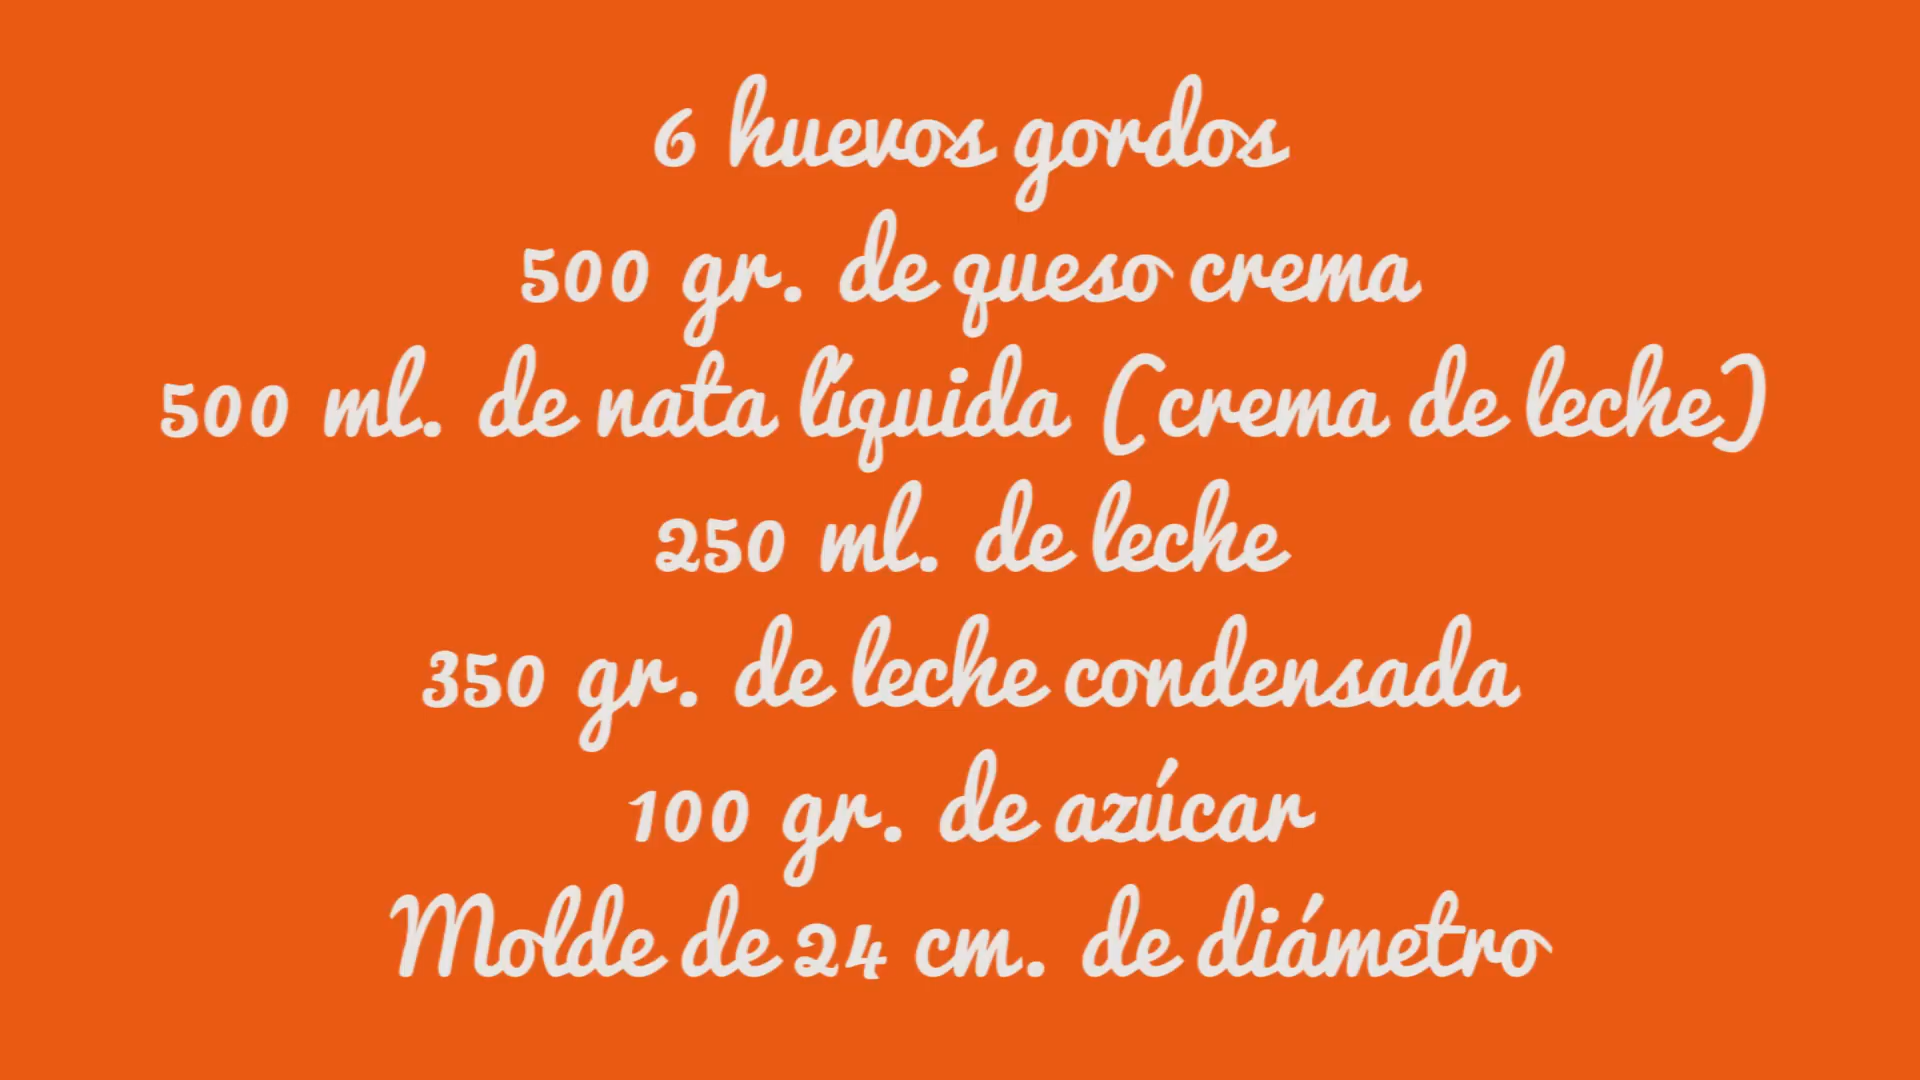 6 huevos gordos
500 gr. de queso crema
500 ml. de nata líquida (crema de leche)
250 ml. de leche
350 gr. de leche condensada
100 gr. de azúcar
Molde de 24 cm. de diámetro